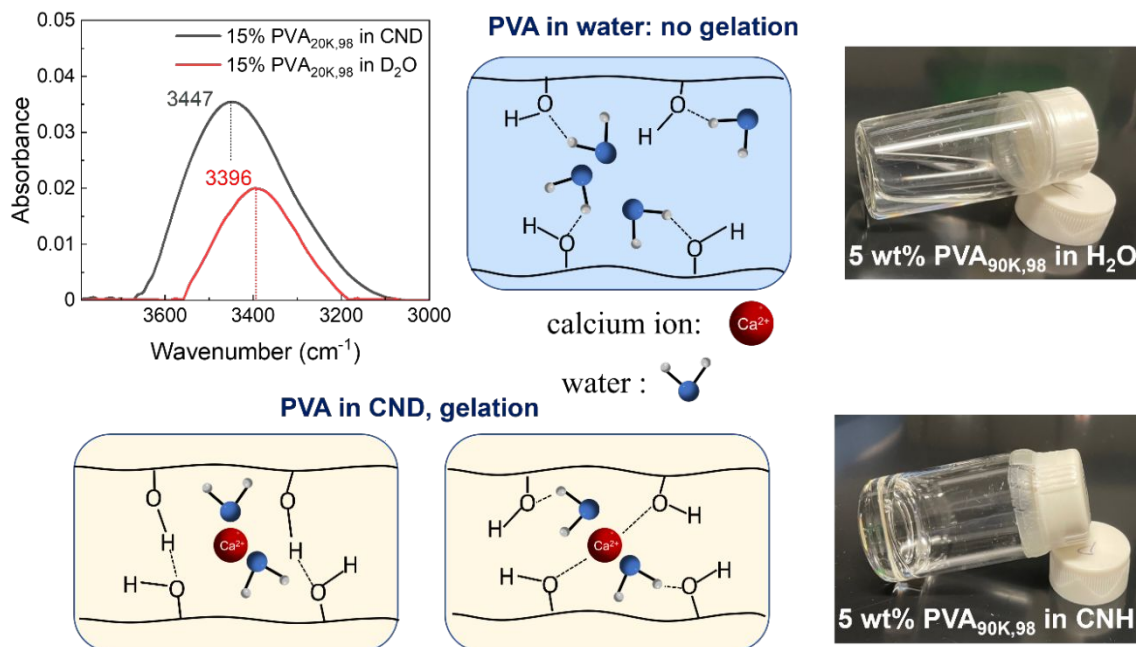 0.05
0.04
0.03
0.02
0.01
0
Absorbance
15% PVA20K,98 in CND
15% PVA20K,98 in D2O
3447
3396
3600
3400
3200
3000
Wavenumber (cm-1)
PVA in water: no gelation
H
O
O
H
O
H
O
H
5 wt% PVA90K,98 in H2O
calcium ion:
Ca2+
water :
PVA in CND, gelation
O
H
H
O
O
H
H
O
Ca2+
O
H
O
H
H
O
O
H
Ca2+
5 wt% PVA90K,98 in CNH